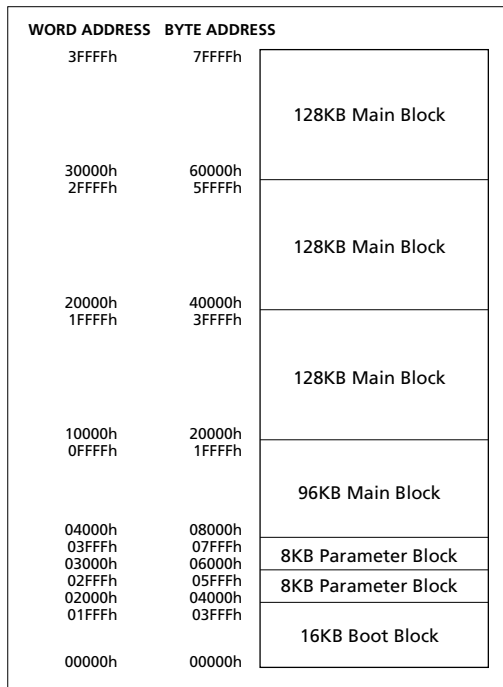 WORD ADDRESS BYTE ADDRESS
3FFFFh 7FFFFh
128KB Main Block
30000h 60000h
2FFFFh 5FFFFh
128KB Main Block
20000h 40000h
1FFFFh 3FFFFh
128KB Main Block
10000h 20000h
0FFFFh 1FFFFh
96KB Main Block
04000h 08000h
03FFFh 07FFFh
8KB Parameter Block
03000h 06000h
02FFFh 05FFFh
8KB Parameter Block
02000h 04000h
01FFFh 03FFFh
16KB Boot Block
00000h 00000h